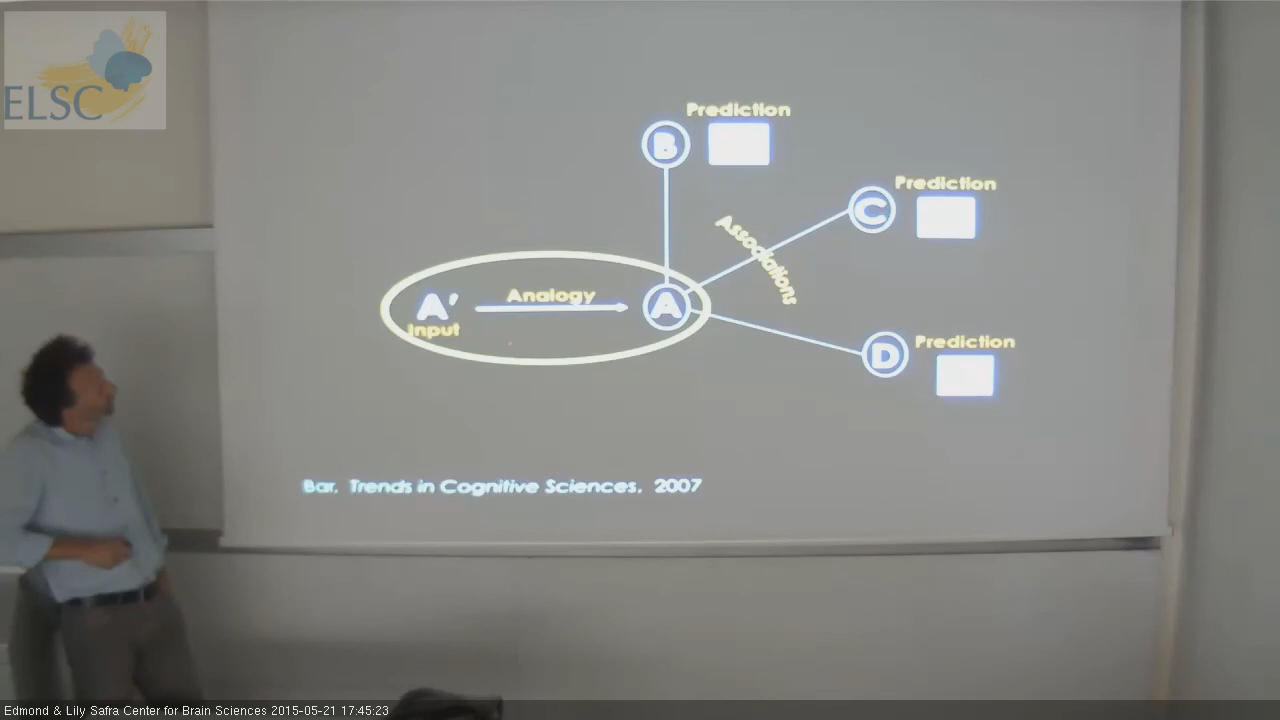 ELSC
Prediction
B
Prediction
C
Associations
A' Analogy A
Input
Prediction
D
Bar, Trends in Cognitive Sciences, 2007
Edmond & Lily Safra Center for Brain Sciences 2015-05-21 17:45:23